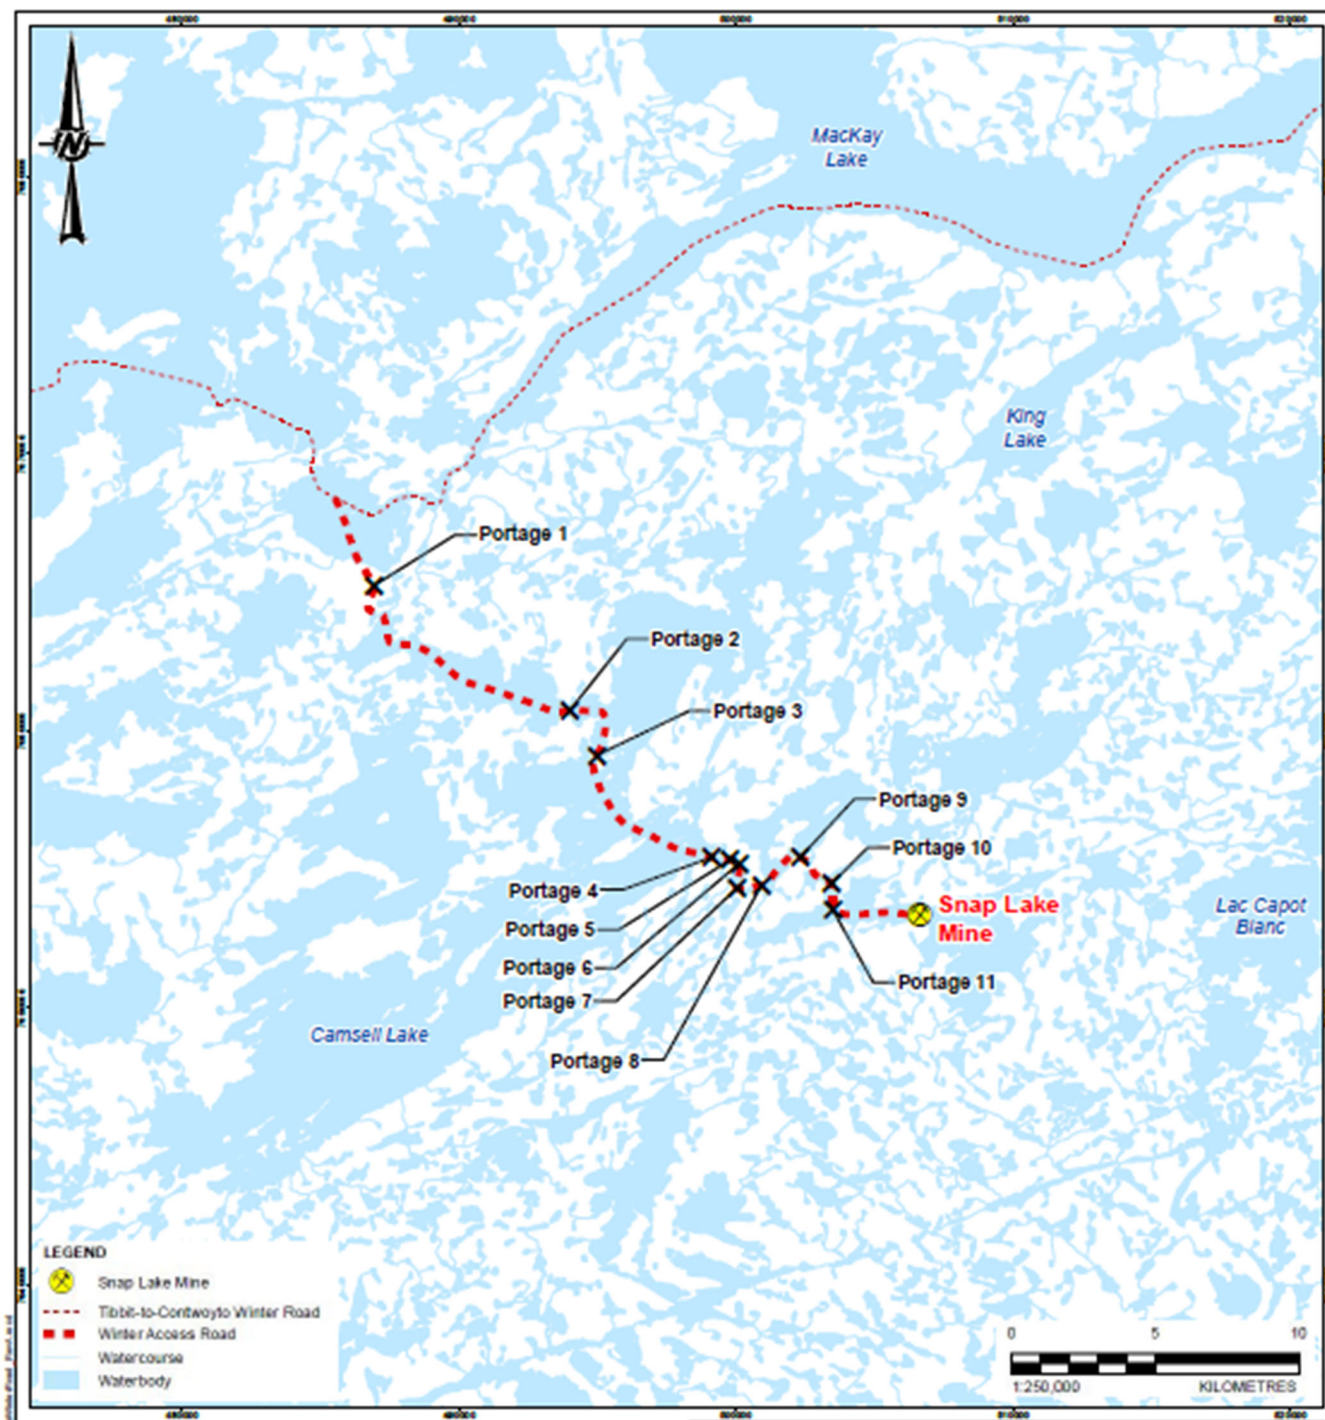 500000
510000
MacKay
Lake
King
Lake
Portage 1
Portage 2
Portage 3
Portage 9
Portage 10
Portage 4
Snap Lake
Mine
Lac Capot
Blanc
Portage 5
Portage 6
Portage 11
Portage 7
Camsell Lake
Portage 8
LEGEND
Snap Lake Mine
Tibbit-to-Contwoyto Winter Road
Winter Access Road
Watercourse
Waterbody
0 5 10
1:250,000 KILOMETRES
N